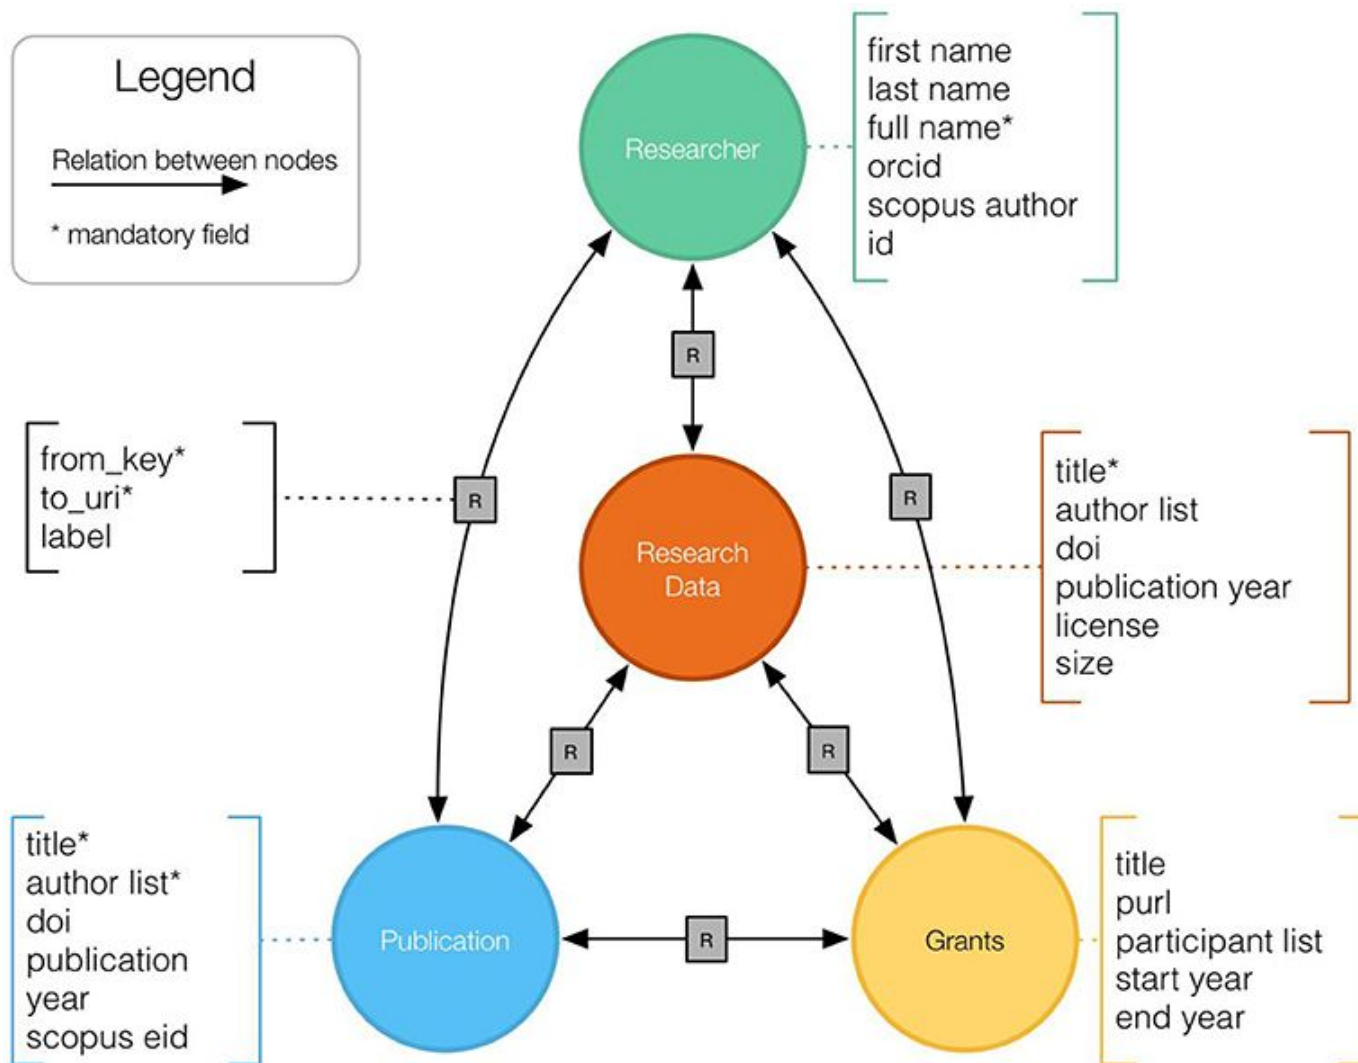 Legend
Relation between nodes
* mandatory field
Researcher
first name
last name
full name*
orcid
scopus author
id
R
from_key*
to_uri*
label
R
R
Research
Data
title*
author list
doi
publication year
license
size
R
R
title*
author list*
doi
publication
year
scopus eid
Publication
R
Grants
title
purl
participant list
start year
end year